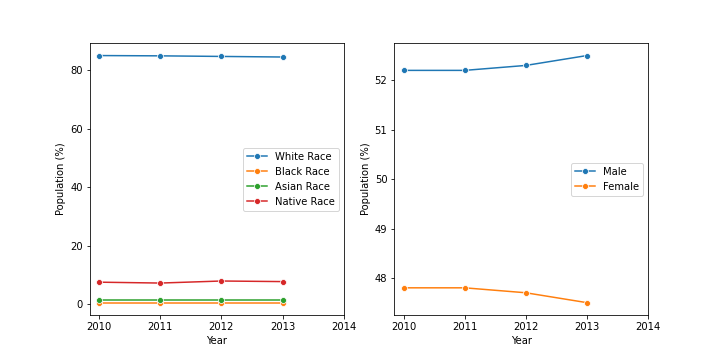 80
60
40
20
0
Population (%)
2010 2011 2012 2013 2014
Year
White Race
Black Race
Asian Race
Native Race
52
51
50
49
48
Population (%)
2010 2011 2012 2013 2014
Year
Male
Female